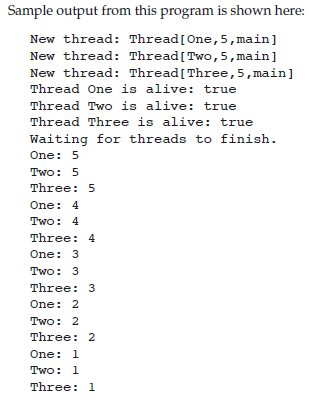 Sample output from this program is shown here:
New thread: Thread[One,5,main]
New thread: Thread[Two,5,main]
New thread: Thread[Three,5,main]
Thread One is alive: true
Thread Two is alive: true
Thread Three is alive: true
Waiting for threads to finish.
One: 5
Two: 5
Three: 5
One: 4
Two: 4
Three: 4
One: 3
Two: 3
Three: 3
One: 2
Two: 2
Three: 2
One: 1
Two: 1
Three: 1